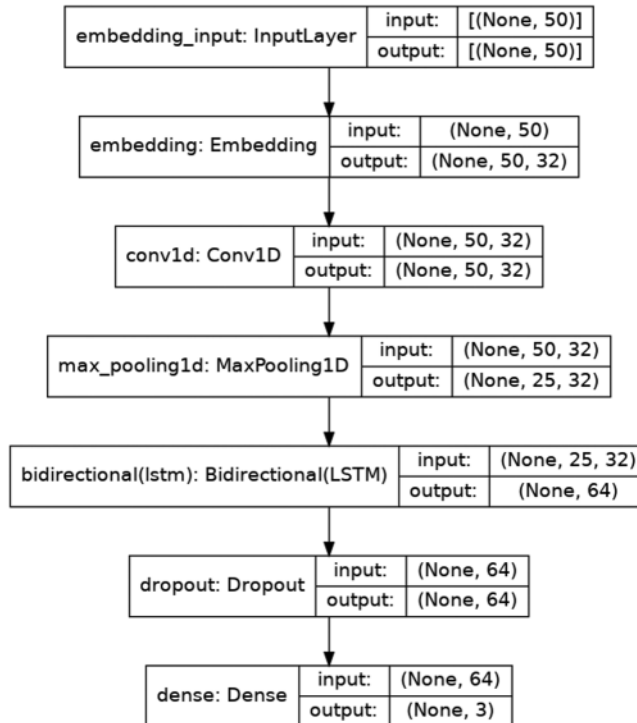 embedding_input: InputLayer
input: [(None, 50)]
output: [(None, 50)]
embedding: Embedding
input: (None, 50)
output: (None, 50, 32)
conv1d: Conv1D
input: (None, 50, 32)
output: (None, 50, 32)
max_pooling1d: MaxPooling1D
input: (None, 50, 32)
output: (None, 25, 32)
bidirectional(lstm): Bidirectional(LSTM)
input: (None, 25, 32)
output: (None, 64)
dropout: Dropout
input: (None, 64)
output: (None, 64)
dense: Dense
input: (None, 64)
output: (None, 3)